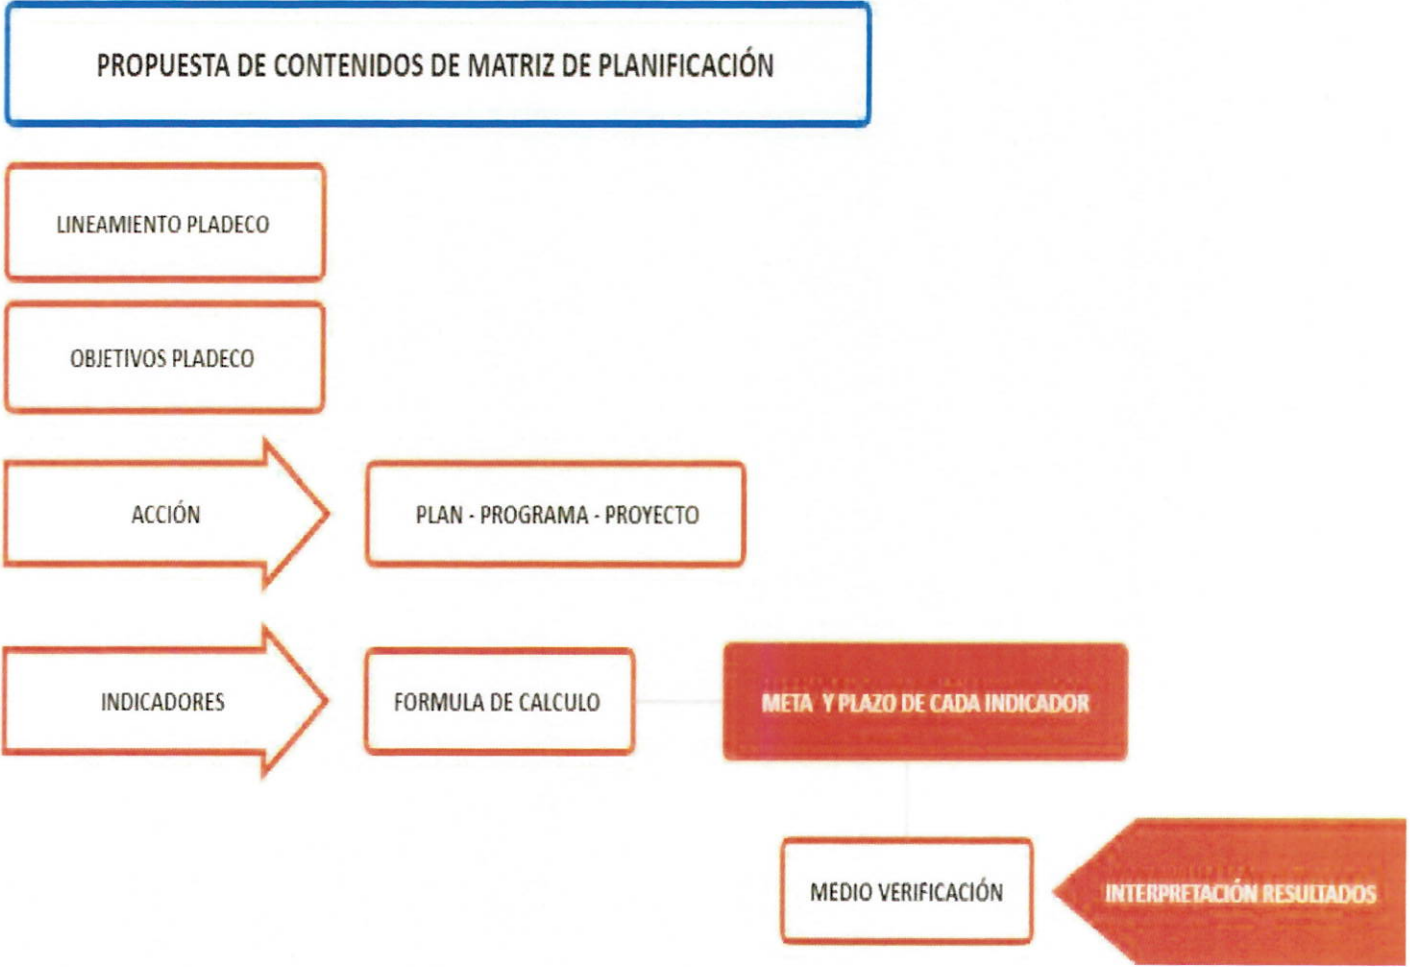 PROPUESTA DE CONTENIDOS DE MATRIZ DE PLANIFICACIÓN
LINEAMIENTO PLADECO
OBJETIVOS PLADECO
ACCIÓN
PLAN - PROGRAMA - PROYECTO
INDICADORES
FORMULA DE CALCULO
META Y PLAZO DE CADA INDICADOR
MEDIO VERIFICACIÓN
INTERPRETACIÓN RESULTADOS